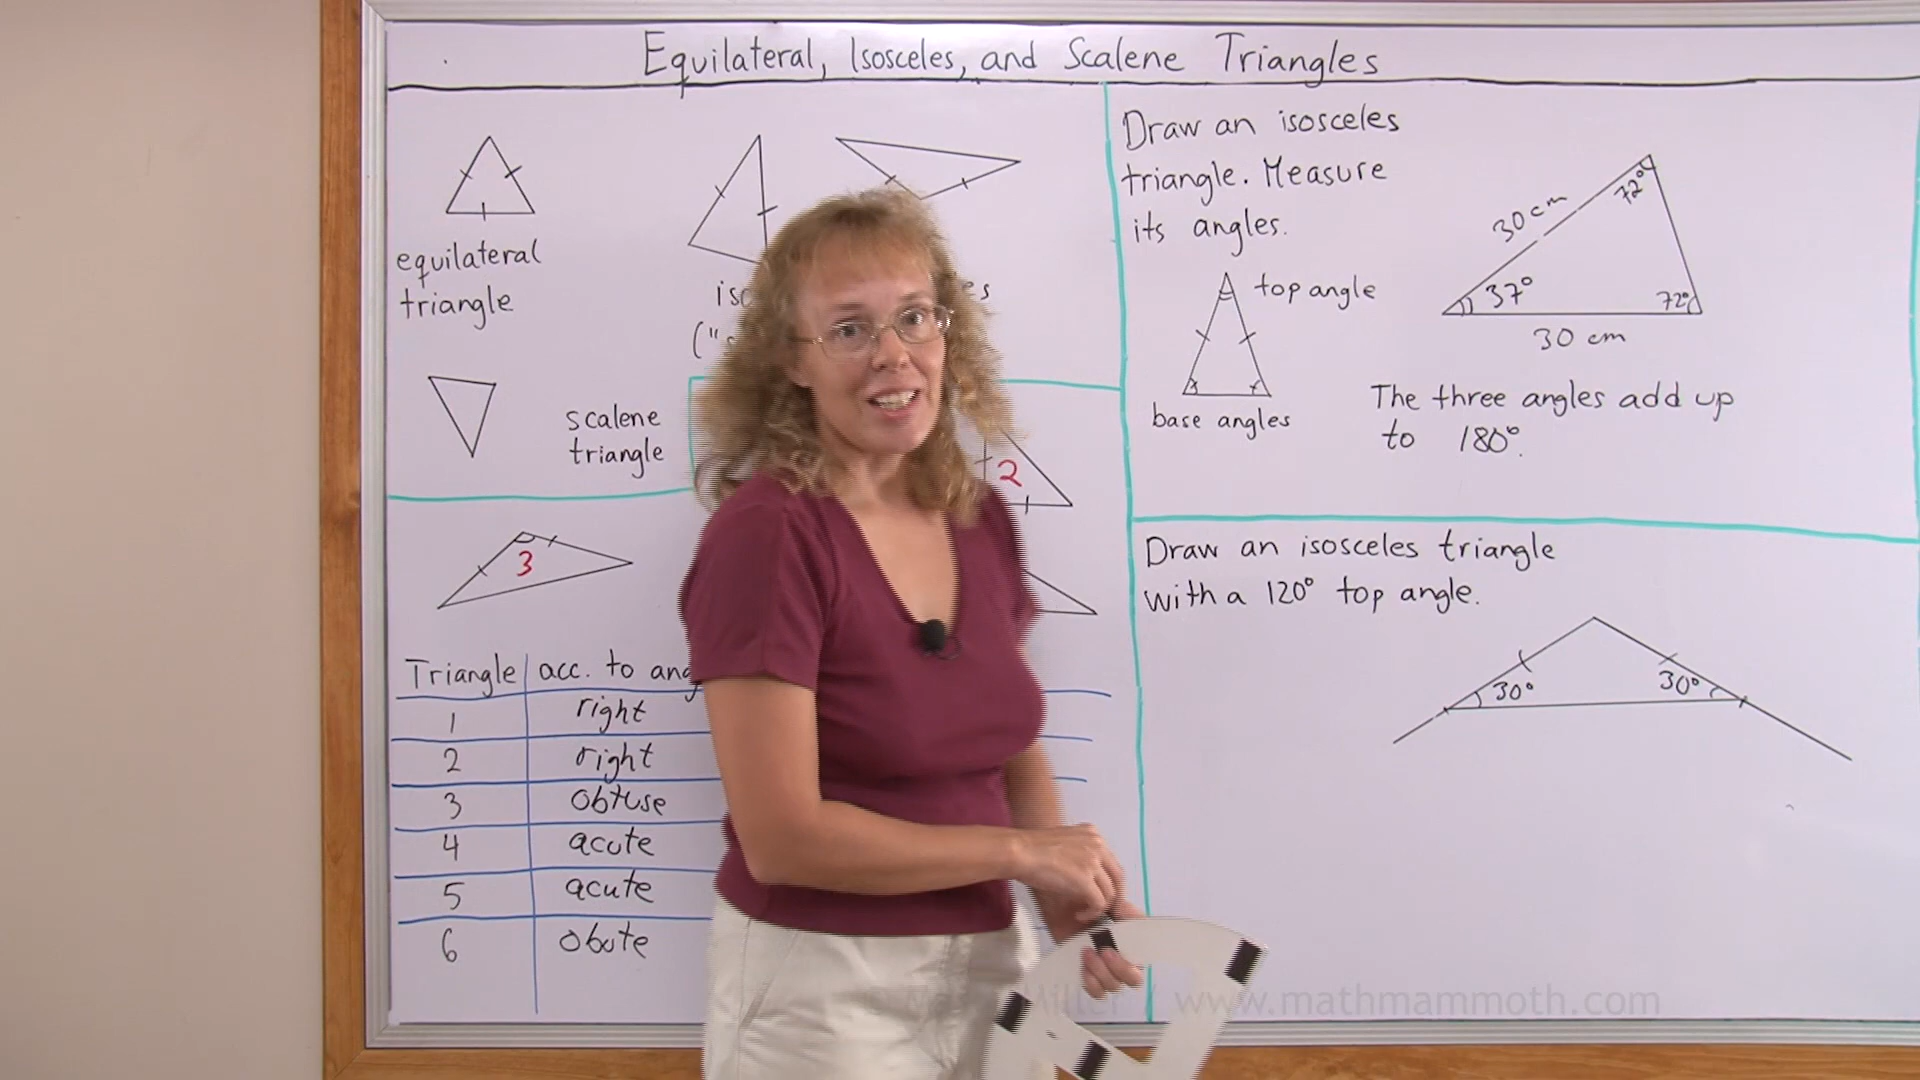 Equilateral, Isosceles, and Scalene Triangles
equilateral
triangle
scalene
triangle
2
3
Triangle acc. to
1 right
2 right
3 obtuse
4 acute
5 acute
6 obute
Draw an isosceles
triangle. Measure
its angles.
top angle
base angles
30 cm
72°
37°
72°
30 cm
The three angles add up
to 180°.
Draw an isosceles triangle
with a 120° top angle.
30°
30°
Miller / www.mathmammoth.com